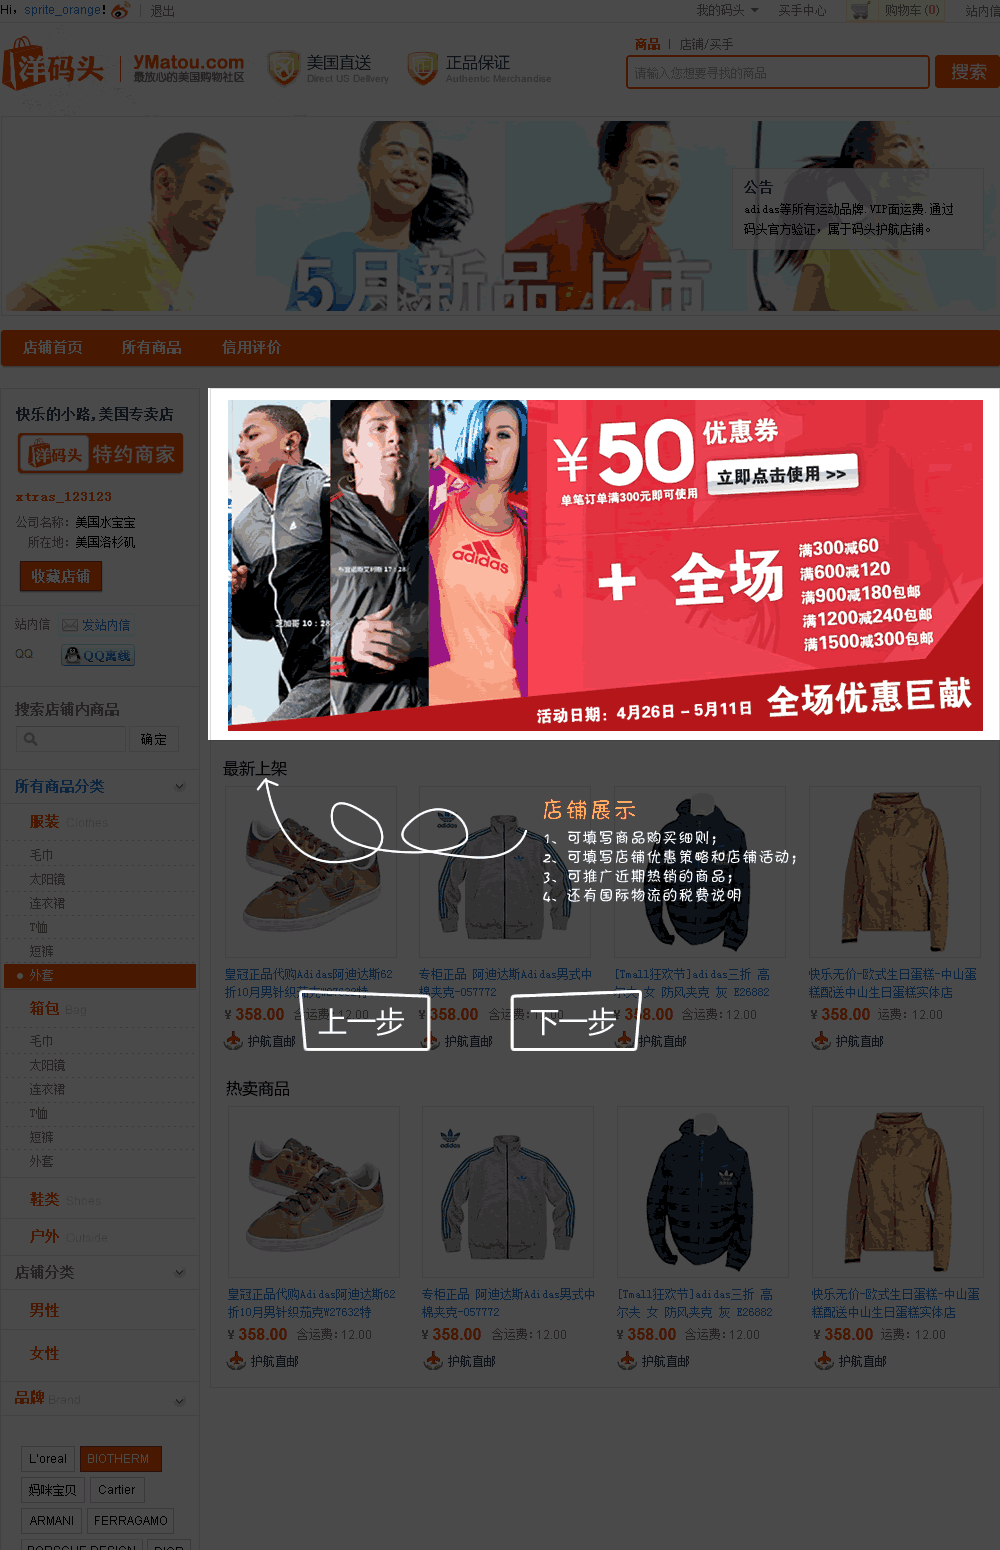 Hi，sprite_orange！ 退出 我的码头 买手中心 购物车 (0) 站内信
商品 | 店铺/买手
洋码头 YMatou.com 最放心的美国购物社区
美国直送 Direct US Delivery
正品保证 Authentic Merchandise
请输入您想要寻找的商品 搜索
公告
adidas等所有运动品牌.VIP面运费.通过
码头官方验证，属于码头护航店铺。
5月新品上市
店铺首页 所有商品 信用评价
快乐的小路,美国专卖店
洋码头 特约商家
xtras_123123
公司名称：美国水宝宝
所在地：美国洛杉矶
收藏店铺
站内信 发站内信
QQ QQ离线
搜索店铺内商品
确定
所有商品分类
服装 Clothes
毛巾
太阳镜
连衣裙
T恤
短裤
外套
箱包 Bag
毛巾
太阳镜
连衣裙
T恤
短裤
外套
鞋类 Shoes
户外 Outside
店铺分类
男性
女性
品牌 Brand
L'oreal BIOTHERM
妈咪宝贝 Cartier
ARMANI FERRAGAMO
PORSCHE DESIGN DIOR
¥50 优惠券
立即点击使用 >>
单笔订单满300元即可使用
adidas
布宜诺斯艾利斯 17：28
芝加哥 10：28
+ 全场
满300减60
满600减120
满900减180包邮
满1200减240包邮
满1500减300包邮
活动日期：4月26日 – 5月11日 全场优惠巨献
最新上架
店铺展示
1、可填写商品购买细则；
2、可填写店铺优惠策略和店铺活动；
3、可推广近期热销的商品；
4、还有国际物流的税费说明
adidas
皇冠正品代购Adidas阿迪达斯62
折10月男针织茄克W27632特
¥ 358.00 含运费：12.00
护航直邮
专柜正品 阿迪达斯Adidas男式中
棉夹克-057772
¥ 358.00 含运费：12.00
护航直邮
[Tmall狂欢节]adidas三折 高
尔夫 女 防风夹克 灰 E26882
¥ 358.00 含运费：12.00
护航直邮
快乐无价-欧式生日蛋糕-中山蛋
糕配送中山生日蛋糕实体店
¥ 358.00 运费：12.00
护航直邮
上一步 下一步
热卖商品
adidas
adidas
皇冠正品代购Adidas阿迪达斯62
折10月男针织茄克W27632特
¥ 358.00 含运费：12.00
护航直邮
专柜正品 阿迪达斯Adidas男式中
棉夹克-057772
¥ 358.00 含运费：12.00
护航直邮
[Tmall狂欢节]adidas三折 高
尔夫 女 防风夹克 灰 E26882
¥ 358.00 含运费：12.00
护航直邮
快乐无价-欧式生日蛋糕-中山蛋
糕配送中山生日蛋糕实体店
¥ 358.00 运费：12.00
护航直邮